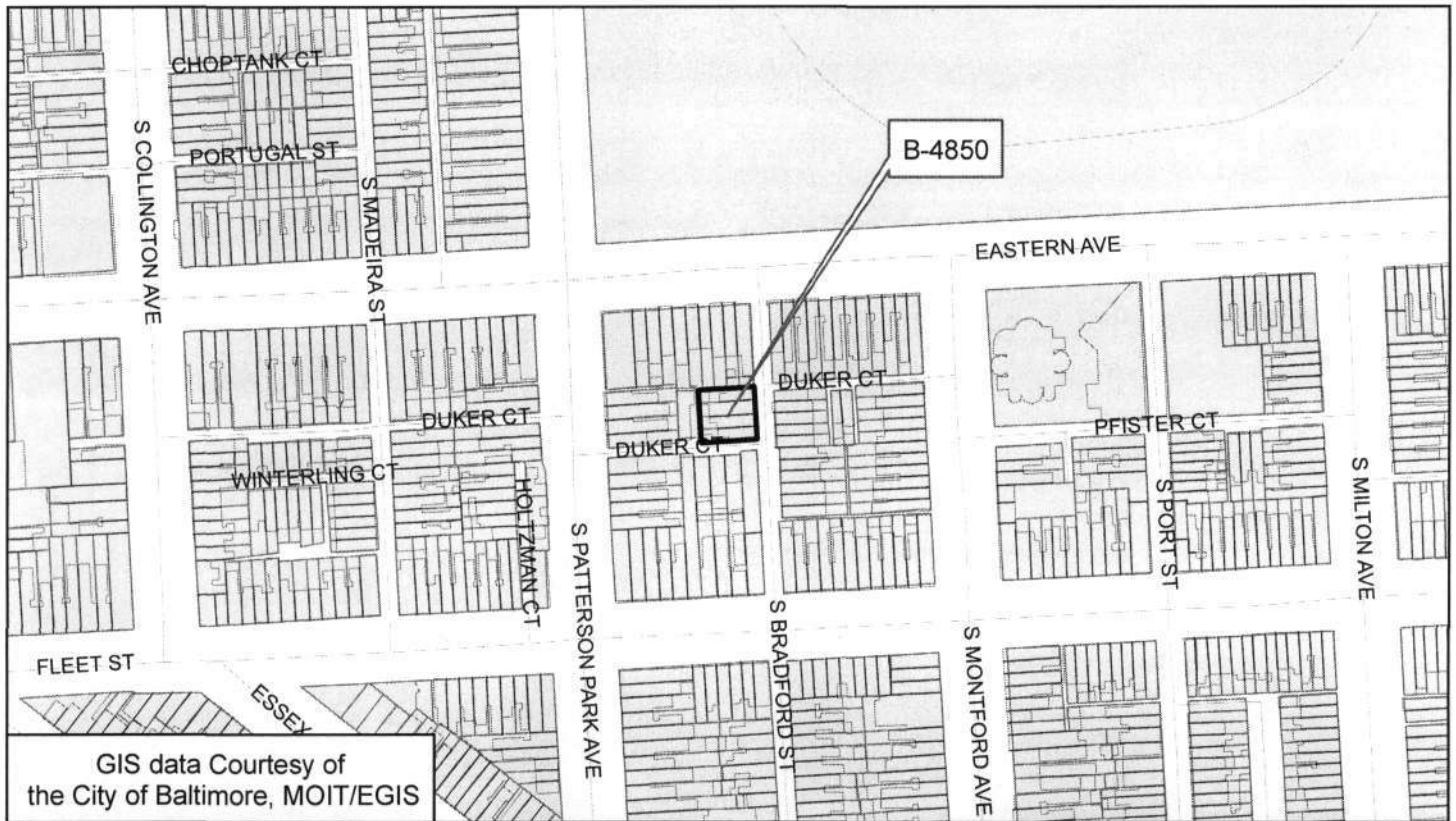 CHOPTANK CT
S COLLINGTON AVE
PORTUGAL ST
S MADEIRA ST
B-4850
EASTERN AVE
DUKER CT
DUKER CT
DUKER CT
PFISTER CT
WINTERLING CT
HOLTZMAN CT
S PATTERSON PARK AVE
S BRADFORD ST
S MONTFORD AVE
S PORT ST
S MILTON AVE
FLEET ST
ESSEX
GIS data Courtesy of
the City of Baltimore, MOIT/EGIS